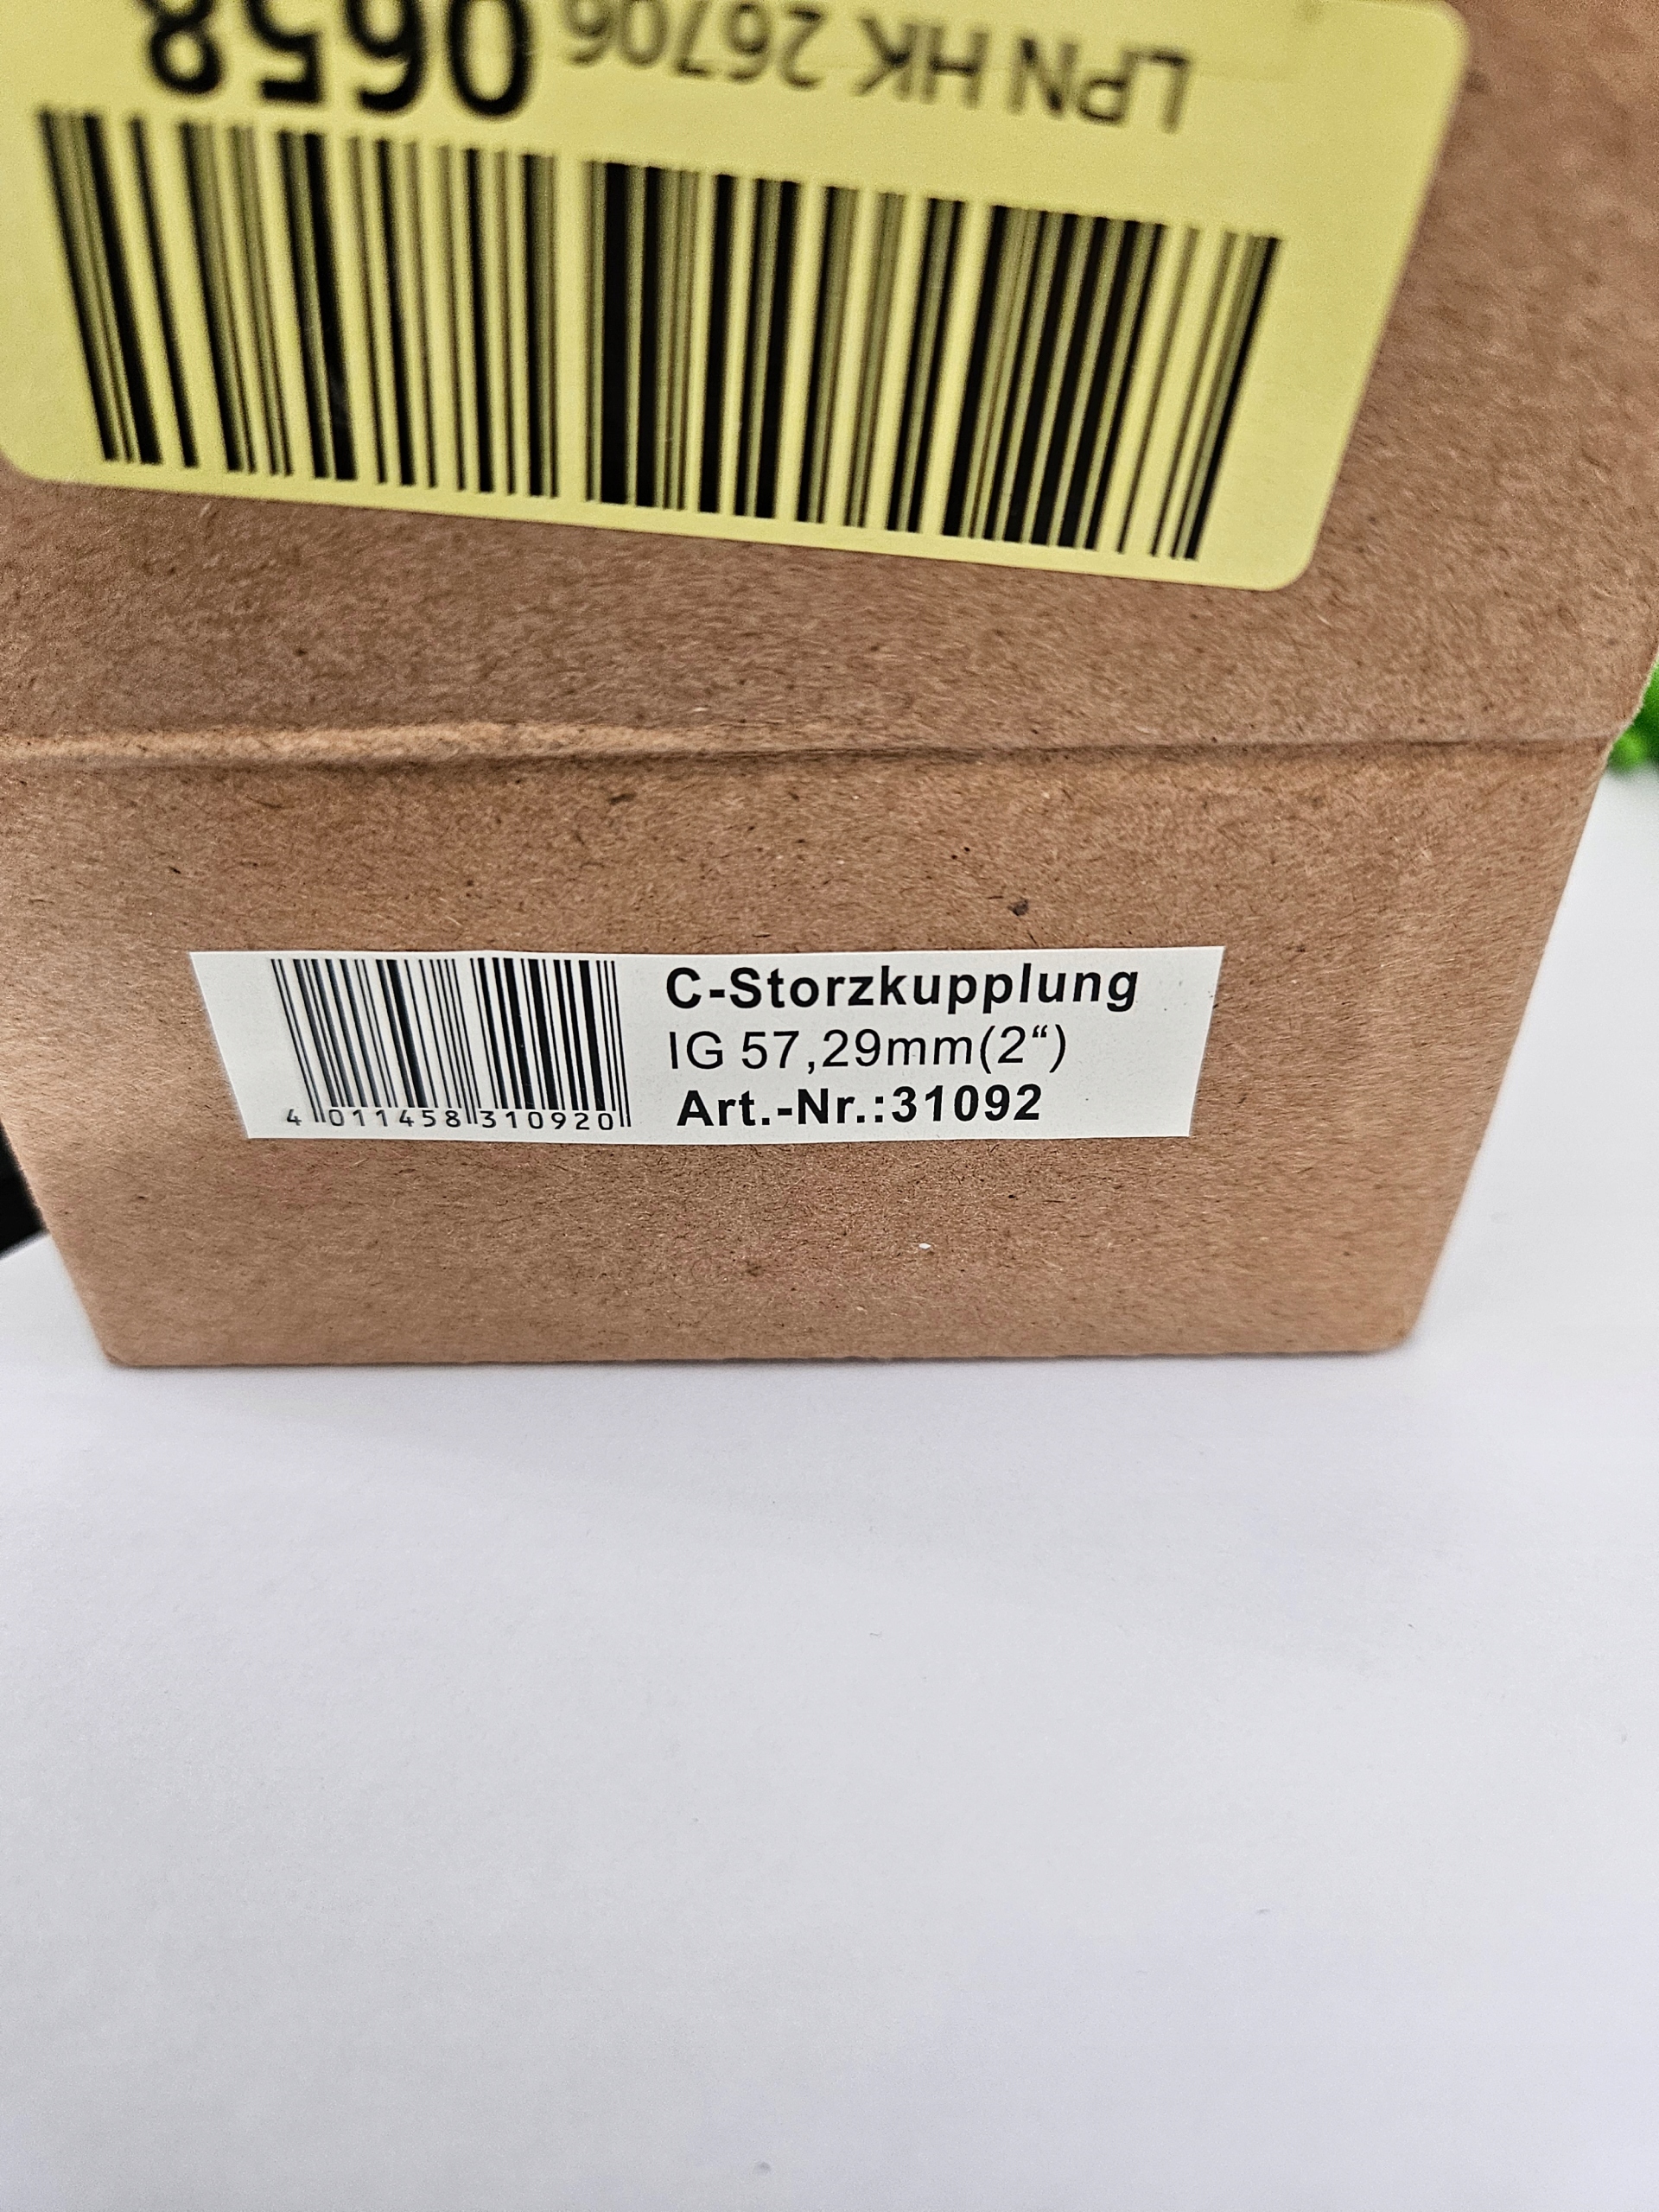 LPN HK 26706
0658
C-Storzkupplung
IG 57,29mm(2“)
Art.-Nr.:31092
4 011458 310920